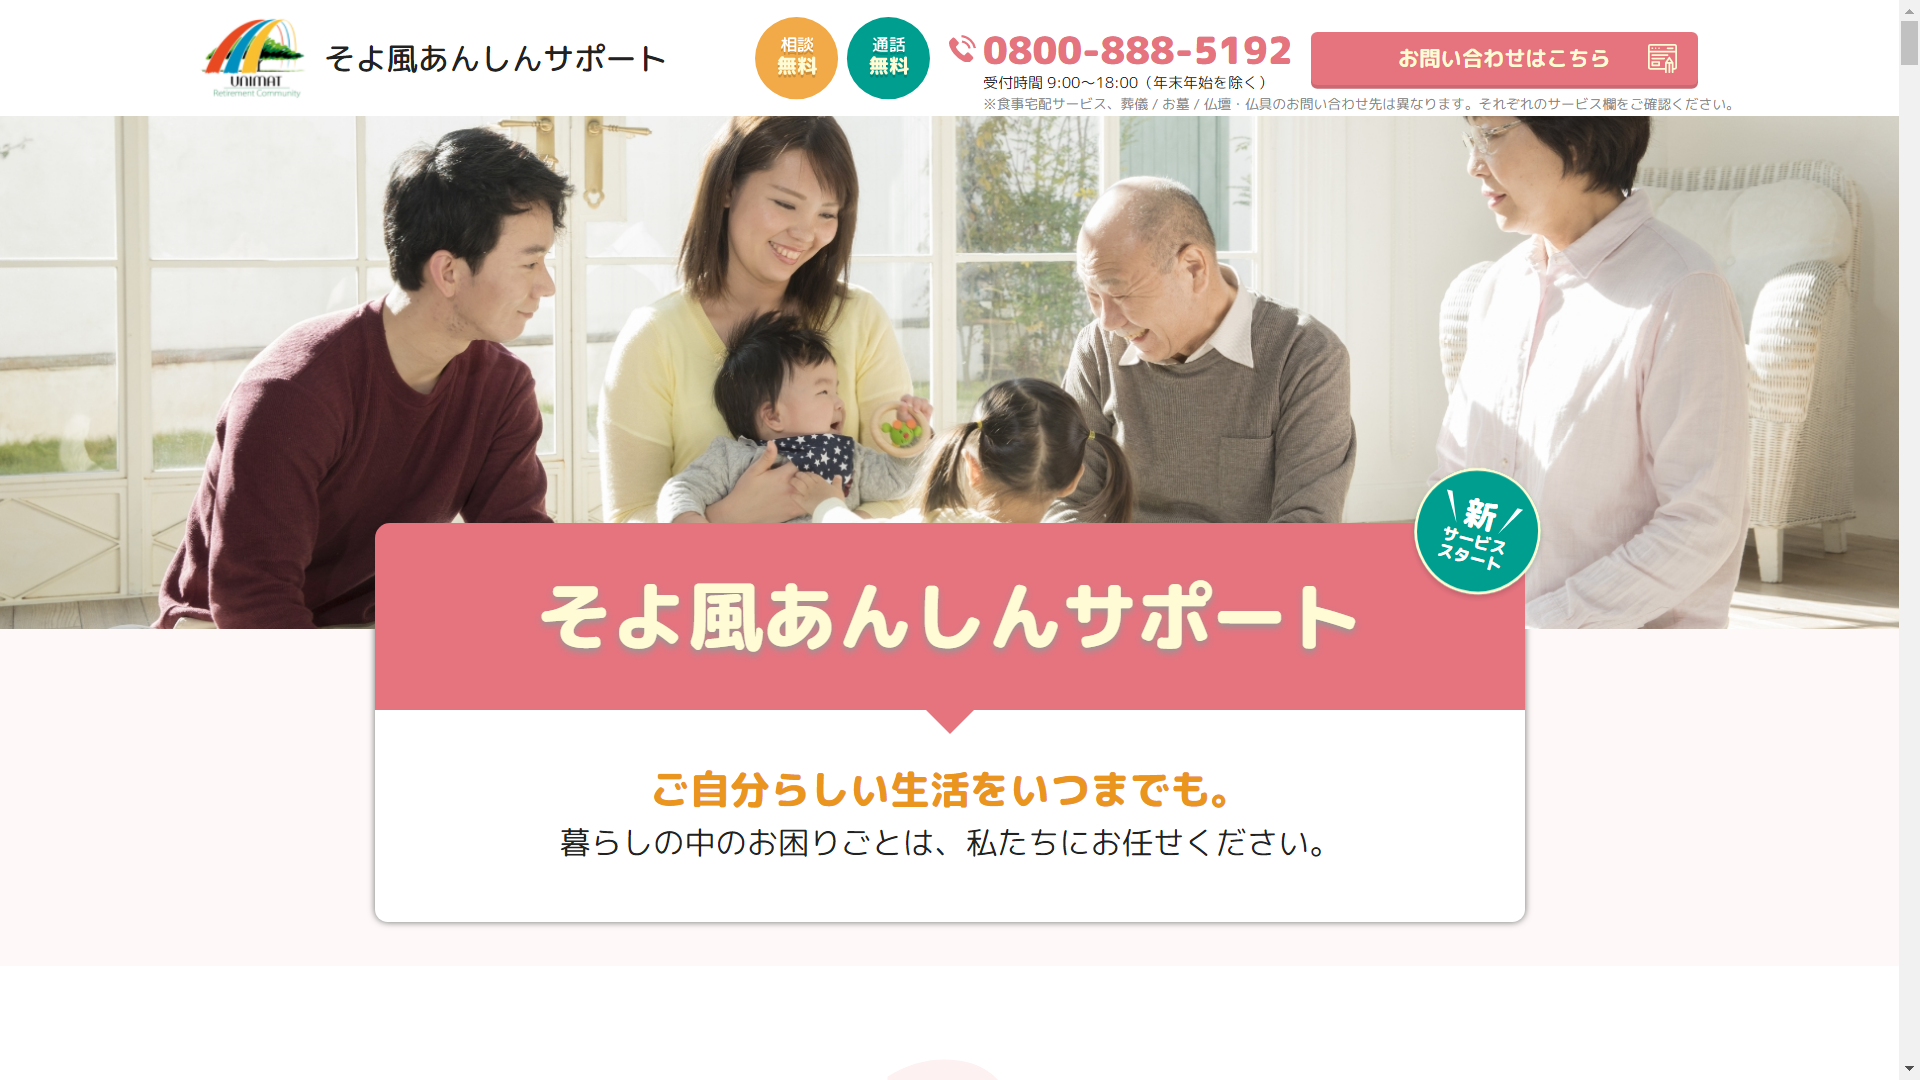 UNIMAT
Retirement Community
そよ風あんしんサポート
相談
無料
通話
無料
0800-888-5192
受付時間 9:00〜18:00（年末年始を除く）
※食事宅配サービス、葬儀 / お墓 / 仏壇・仏具のお問い合わせ先は異なります。それぞれのサービス欄をご確認ください。
お問い合わせはこちら
新
サービス
スタート
そよ風あんしんサポート
ご自分らしい生活をいつまでも。
暮らしの中のお困りごとは、私たちにお任せください。